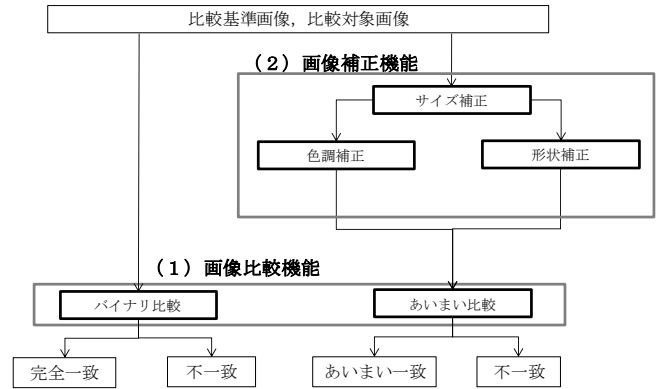 比較基準画像，比較対象画像
（２）画像補正機能
サイズ補正
色調補正
形状補正
（１）画像比較機能
バイナリ比較
あいまい比較
完全一致
不一致
あいまい一致
不一致